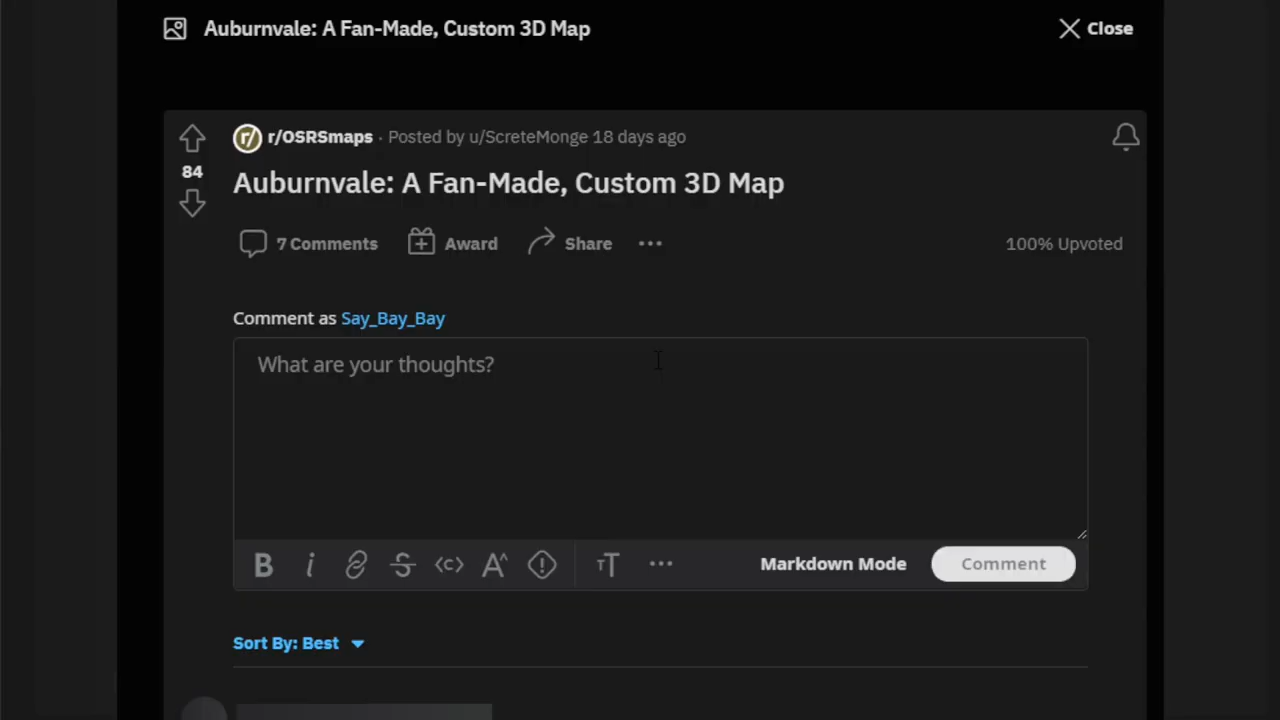 Auburnvale: A Fan-Made, Custom 3D Map
Close
r/ r/OSRSmaps · Posted by u/ScreteMonge 18 days ago
84
Auburnvale: A Fan-Made, Custom 3D Map
7 Comments Award Share ... 100% Upvoted
Comment as Say_Bay_Bay
What are your thoughts?
B i <c> A^ ! TT ... Markdown Mode Comment
Sort By: Best